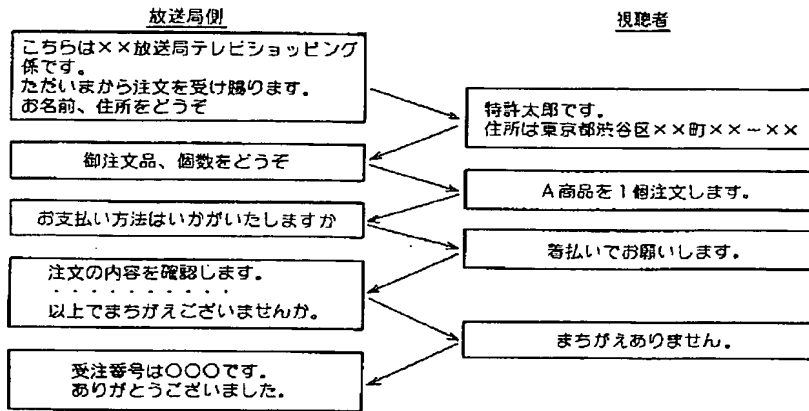 放送局側
視聴者
こちらは××放送局テレビショッピング
係です。
ただいまから注文を受け賜ります。
お名前、住所をどうぞ
特許太郎です。
住所は東京都渋谷区××町××－××
御注文品、個数をどうぞ
A商品を1個注文します。
お支払い方法はいかがいたしますか
着払いでお願いします。
注文の内容を確認します。
・・・・・・・・・・
以上でまちがえございませんか。
まちがえありません。
受注番号は○○○です。
ありがとうございました。